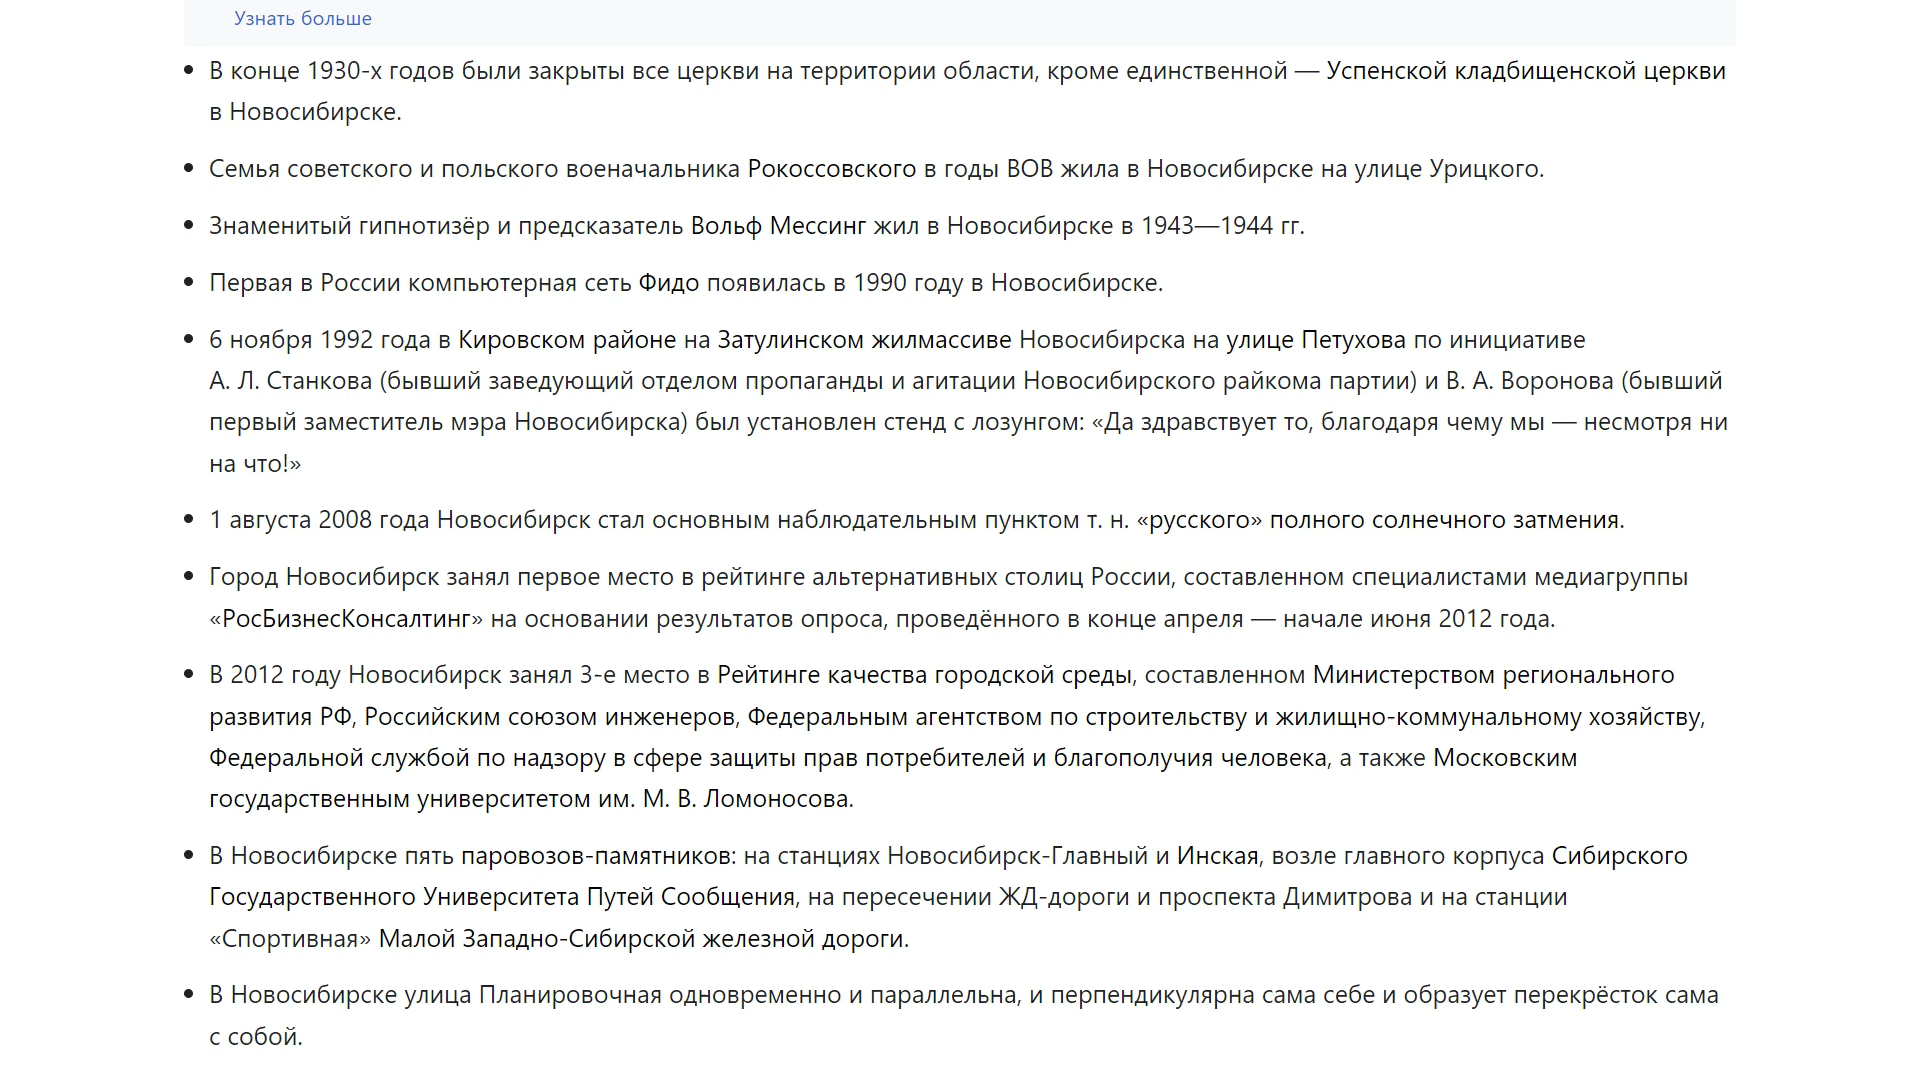 Узнать больше
В конце 1930-х годов были закрыты все церкви на территории области, кроме единственной — Успенской кладбищенской церкви
в Новосибирске.
Семья советского и польского военачальника Рокоссовского в годы ВОВ жила в Новосибирске на улице Урицкого.
Знаменитый гипнотизёр и предсказатель Вольф Мессинг жил в Новосибирске в 1943—1944 гг.
Первая в России компьютерная сеть Фидо появилась в 1990 году в Новосибирске.
6 ноября 1992 года в Кировском районе на Затулинском жилмассиве Новосибирска на улице Петухова по инициативе
А. Л. Станкова (бывший заведующий отделом пропаганды и агитации Новосибирского райкома партии) и В. А. Воронова (бывший
первый заместитель мэра Новосибирска) был установлен стенд с лозунгом: «Да здравствует то, благодаря чему мы — несмотря ни
на что!»
1 августа 2008 года Новосибирск стал основным наблюдательным пунктом т. н. «русского» полного солнечного затмения.
Город Новосибирск занял первое место в рейтинге альтернативных столиц России, составленном специалистами медиагруппы
«РосБизнесКонсалтинг» на основании результатов опроса, проведённого в конце апреля — начале июня 2012 года.
В 2012 году Новосибирск занял 3-е место в Рейтинге качества городской среды, составленном Министерством регионального
развития РФ, Российским союзом инженеров, Федеральным агентством по строительству и жилищно-коммунальному хозяйству,
Федеральной службой по надзору в сфере защиты прав потребителей и благополучия человека, а также Московским
государственным университетом им. М. В. Ломоносова.
В Новосибирске пять паровозов-памятников: на станциях Новосибирск-Главный и Инская, возле главного корпуса Сибирского
Государственного Университета Путей Сообщения, на пересечении ЖД-дороги и проспекта Димитрова и на станции
«Спортивная» Малой Западно-Сибирской железной дороги.
В Новосибирске улица Планировочная одновременно и параллельна, и перпендикулярна сама себе и образует перекрёсток сама
с собой.